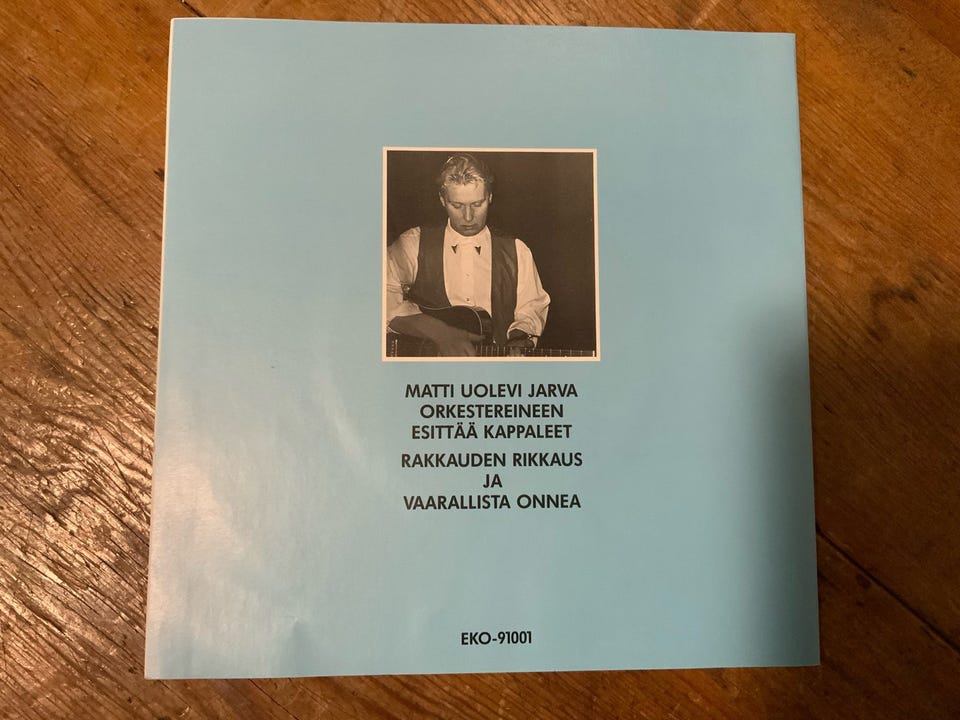 MATTI UOLEVI JARVA
ORKESTEREINEEN
ESITTÄÄ KAPPALEET
RAKKAUDEN RIKKAUS
JA
VAARALLISTA ONNEA
EKO-91001